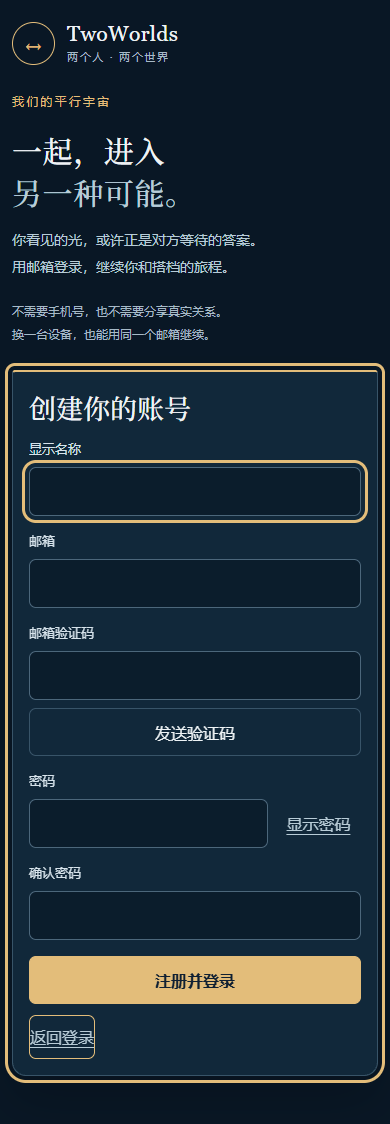 TwoWorlds
两个人 · 两个世界
我们的平行宇宙
一起，进入
另一种可能。
你看见的光，或许正是对方等待的答案。
用邮箱登录，继续你和搭档的旅程。
不需要手机号，也不需要分享真实关系。
换一台设备，也能用同一个邮箱继续。
创建你的账号
显示名称
邮箱
邮箱验证码
发送验证码
密码
显示密码
确认密码
注册并登录
返回登录